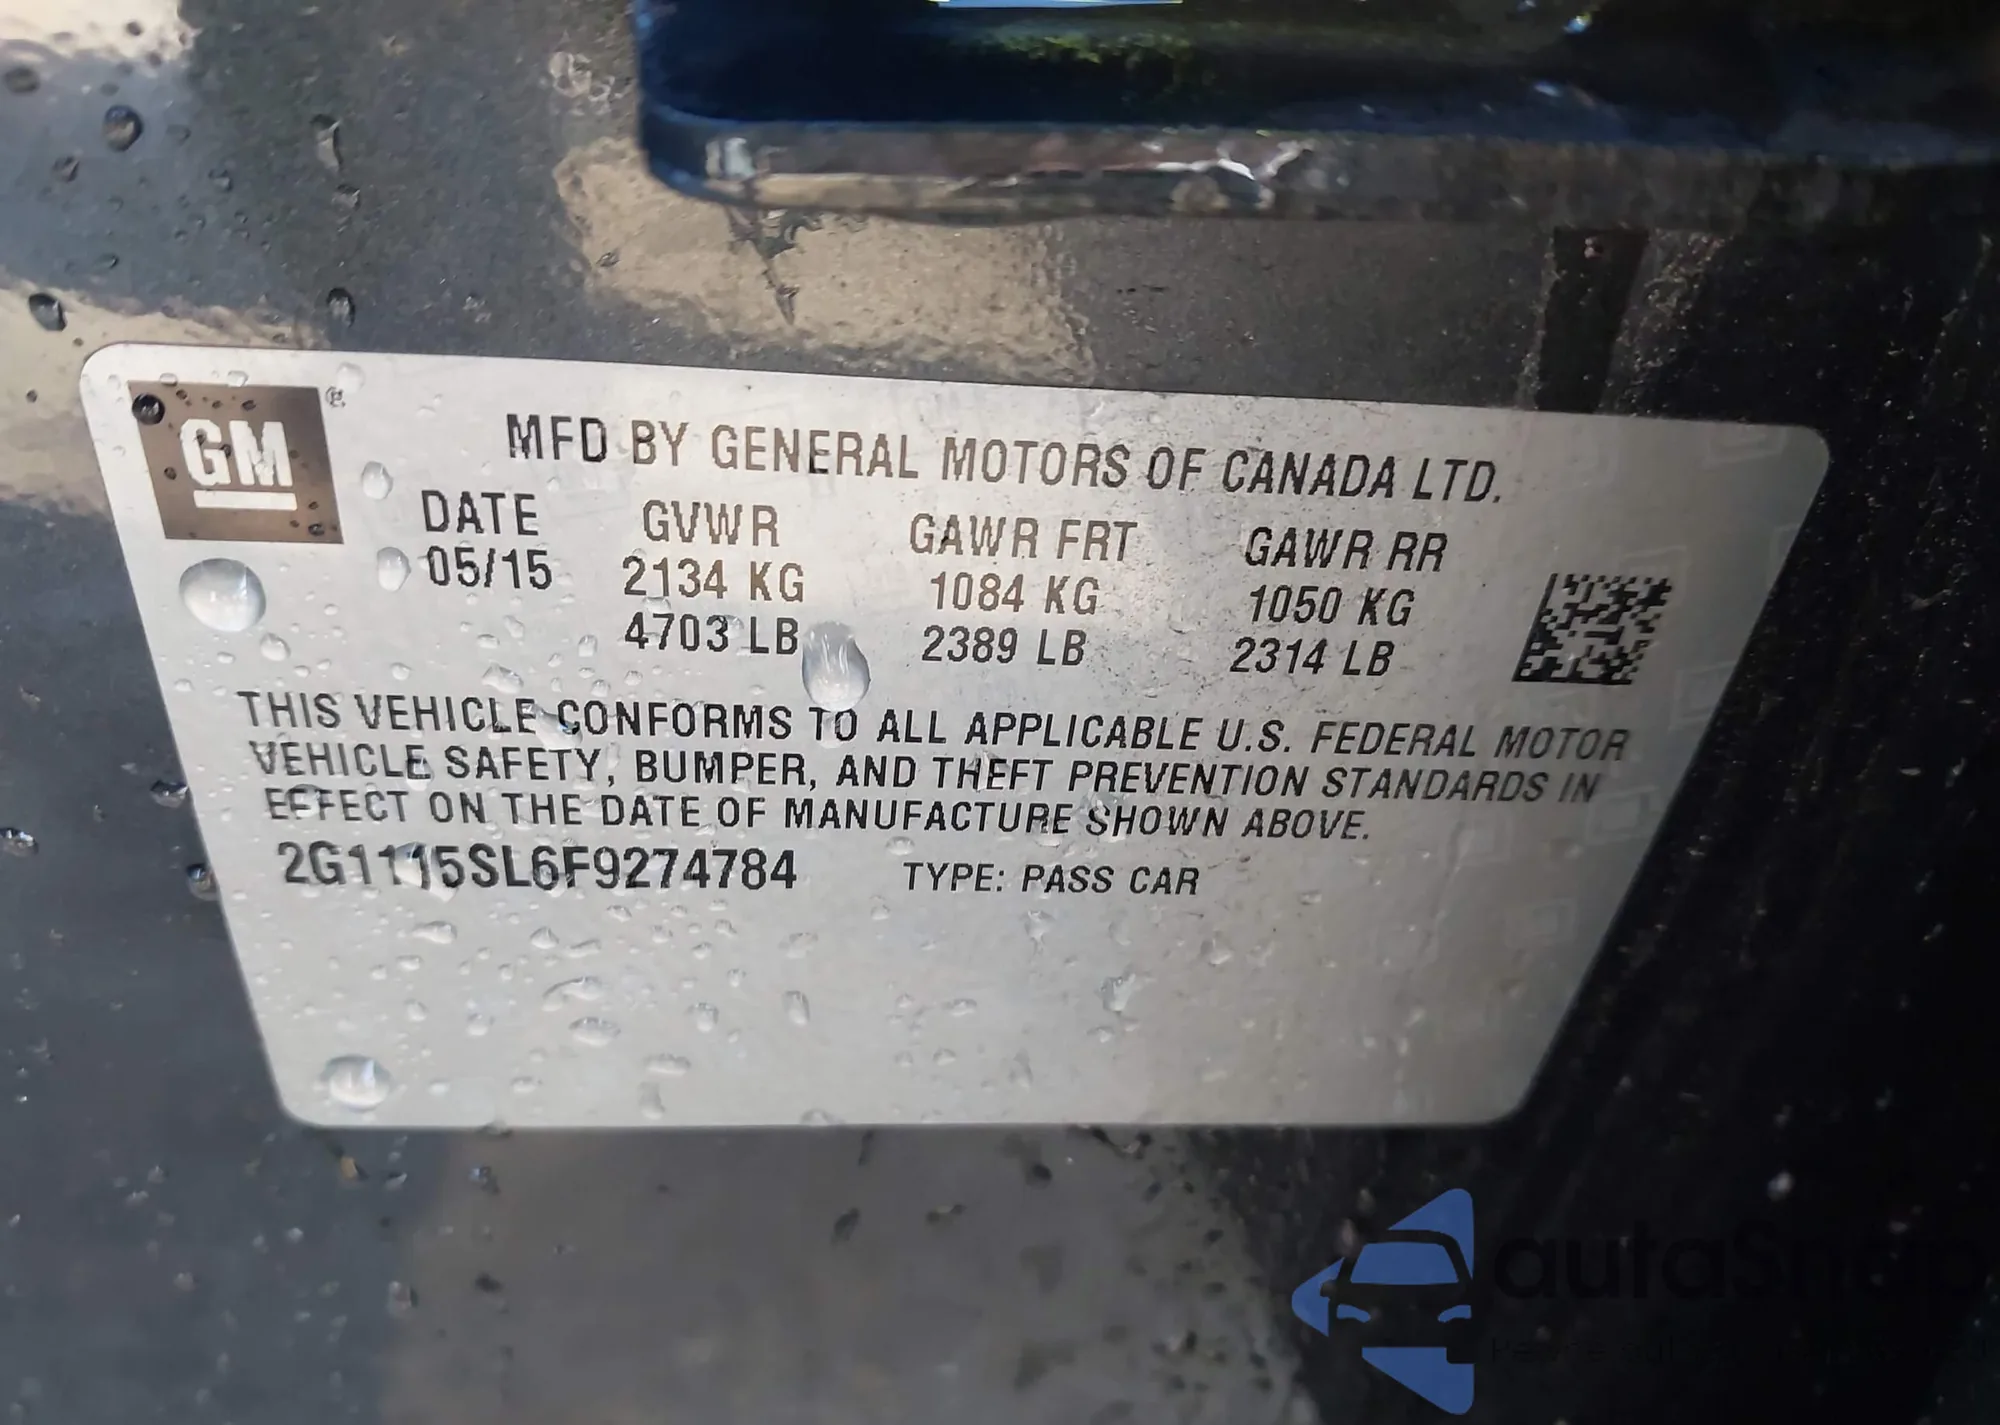 GM ®
MFD BY GENERAL MOTORS OF CANADA LTD.
DATE GVWR GAWR FRT GAWR RR
05/15 2134 KG 1084 KG 1050 KG
4703 LB 2389 LB 2314 LB
THIS VEHICLE CONFORMS TO ALL APPLICABLE U.S. FEDERAL MOTOR
VEHICLE SAFETY, BUMPER, AND THEFT PREVENTION STANDARDS IN
EFFECT ON THE DATE OF MANUFACTURE SHOWN ABOVE.
2G1115SL6F9274784 TYPE: PASS CAR
autaSnap